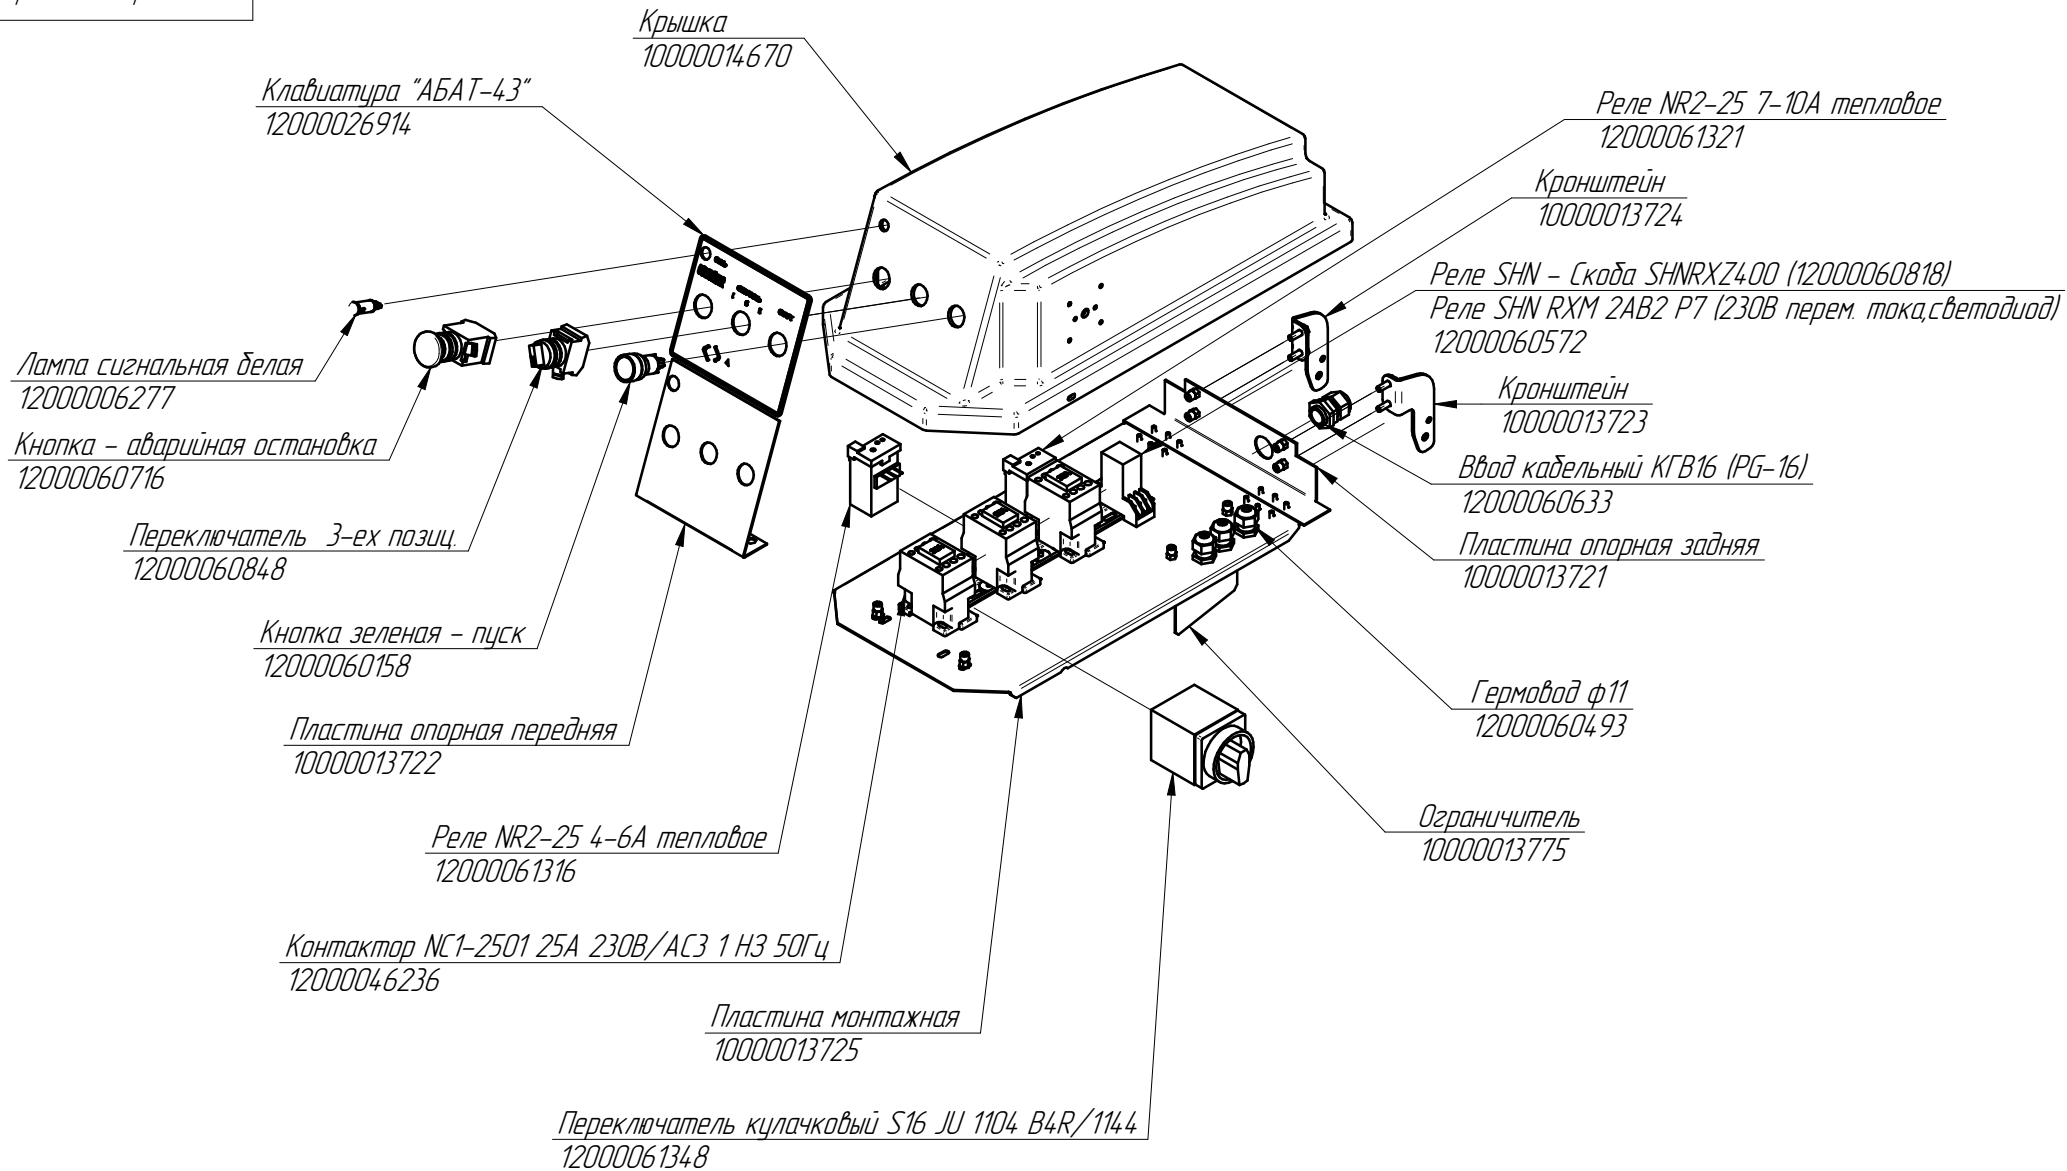 Крышка
10000014670
Клавиатура "АБАТ-43"
12000026914
Реле NR2-25 7-10А тепловое
12000061321
Кронштейн
10000013724
Реле SHN - Скоба SHNRXZ400 (12000060818)
Реле SHN RXM 2AB2 P7 (230В перем. тока,светодиод)
12000060572
Лампа сигнальная белая
12000006277
Кронштейн
10000013723
Кнопка - аварийная остановка
12000060716
Ввод кабельный КГВ16 (PG-16)
12000060633
Переключатель 3-ех позиц.
12000060848
Пластина опорная задняя
10000013721
Кнопка зеленая - пуск
12000060158
Гермовод ф11
12000060493
Пластина опорная передняя
10000013722
Ограничитель
10000013775
Реле NR2-25 4-6А тепловое
12000061316
Контактор NC1-2501 25А 230В/АС3 1 НЗ 50Гц
12000046236
Пластина монтажная
10000013725
Переключатель кулачковый S16 JU 1104 B4R/1144
12000061348